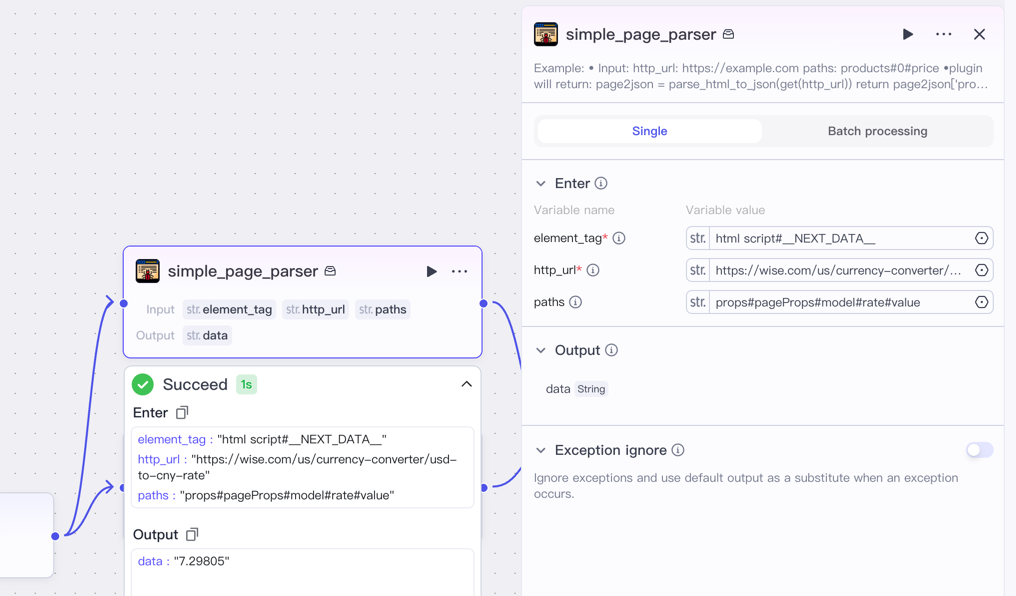 simple_page_parser
Input str. element_tag str. http_url str. paths
Output str. data
Succeed 1s
Enter
element_tag : "html script#__NEXT_DATA__"
http_url : "https://wise.com/us/currency-converter/usd-
to-cny-rate"
paths : "props#pageProps#model#rate#value"
Output
data : "7.29805"
simple_page_parser
Example: • Input: http_url: https://example.com paths: products#0#price •plugin
will return: page2json = parse_html_to_json(get(http_url)) return page2json['pro...
Single Batch processing
Enter
Variable name Variable value
element_tag* str. html script#__NEXT_DATA__
http_url* str. https://wise.com/us/currency-converter/...
paths str. props#pageProps#model#rate#value
Output
data String
Exception ignore
Ignore exceptions and use default output as a substitute when an exception
occurs.